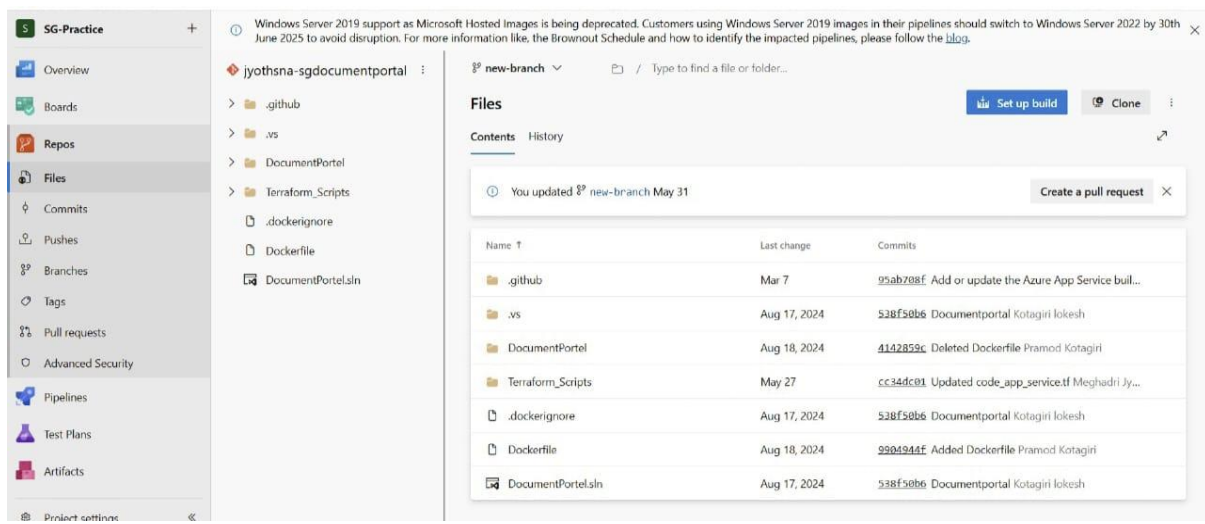 S SG-Practice +
Windows Server 2019 support as Microsoft Hosted Images is being deprecated. Customers using Windows Server 2019 images in their pipelines should switch to Windows Server 2022 by 30th
June 2025 to avoid disruption. For more information like, the Brownout Schedule and how to identify the impacted pipelines, please follow the blog.
Overview
Boards
Repos
Files
Commits
Pushes
Branches
Tags
Pull requests
Advanced Security
Pipelines
Test Plans
Artifacts
Project settings
jyothsna-sgdocumentportal
.github
.vs
DocumentPortel
Terraform_Scripts
.dockerignore
Dockerfile
DocumentPortel.sln
new-branch / Type to find a file or folder...
Files Set up build Clone
Contents History
You updated new-branch May 31 Create a pull request
Name ↑ Last change Commits
.github Mar 7 95ab708f Add or update the Azure App Service buil...
.vs Aug 17, 2024 538f50b6 Documentportal Kotagiri lokesh
DocumentPortel Aug 18, 2024 4142859c Deleted Dockerfile Pramod Kotagiri
Terraform_Scripts May 27 cc34dc01 Updated code_app_service.tf Meghadri Jy...
.dockerignore Aug 17, 2024 538f50b6 Documentportal Kotagiri lokesh
Dockerfile Aug 18, 2024 9904944f Added Dockerfile Pramod Kotagiri
DocumentPortel.sln Aug 17, 2024 538f50b6 Documentportal Kotagiri lokesh